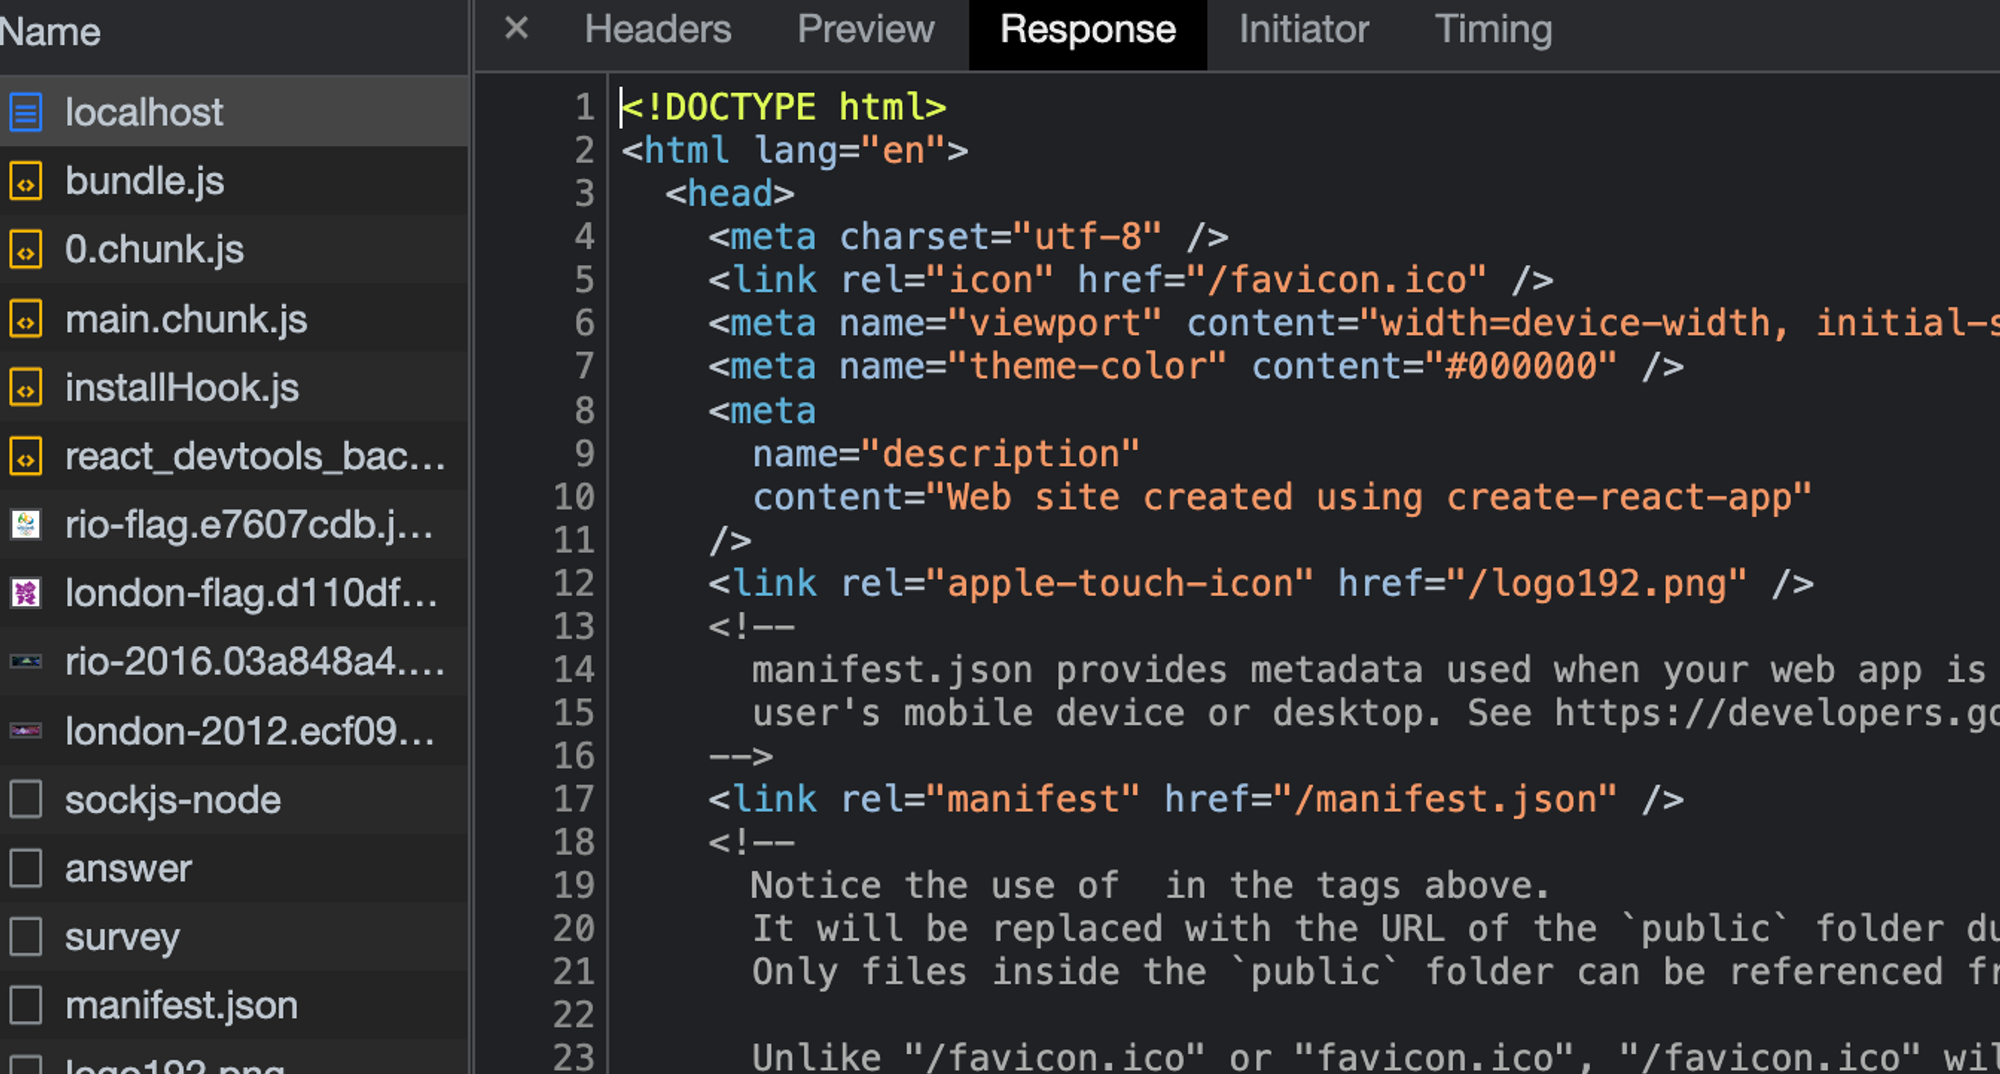 Name
localhost
bundle.js
0.chunk.js
main.chunk.js
installHook.js
react_devtools_bac...
rio-flag.e7607cdb.j...
london-flag.d110df...
rio-2016.03a848a4....
london-2012.ecf09...
sockjs-node
answer
survey
manifest.json
logo192.png
× Headers Preview Response Initiator Timing
1 <!DOCTYPE html>
2 <html lang="en">
3 <head>
4 <meta charset="utf-8" />
5 <link rel="icon" href="/favicon.ico" />
6 <meta name="viewport" content="width=device-width, initial-s
7 <meta name="theme-color" content="#000000" />
8 <meta
9 name="description"
10 content="Web site created using create-react-app"
11 />
12 <link rel="apple-touch-icon" href="/logo192.png" />
13 <!--
14 manifest.json provides metadata used when your web app is
15 user's mobile device or desktop. See https://developers.go
16 -->
17 <link rel="manifest" href="/manifest.json" />
18 <!--
19 Notice the use of  in the tags above.
20 It will be replaced with the URL of the `public` folder du
21 Only files inside the `public` folder can be referenced fr
22
23 Unlike "/favicon.ico" or "favicon.ico", "/favicon.ico" wil